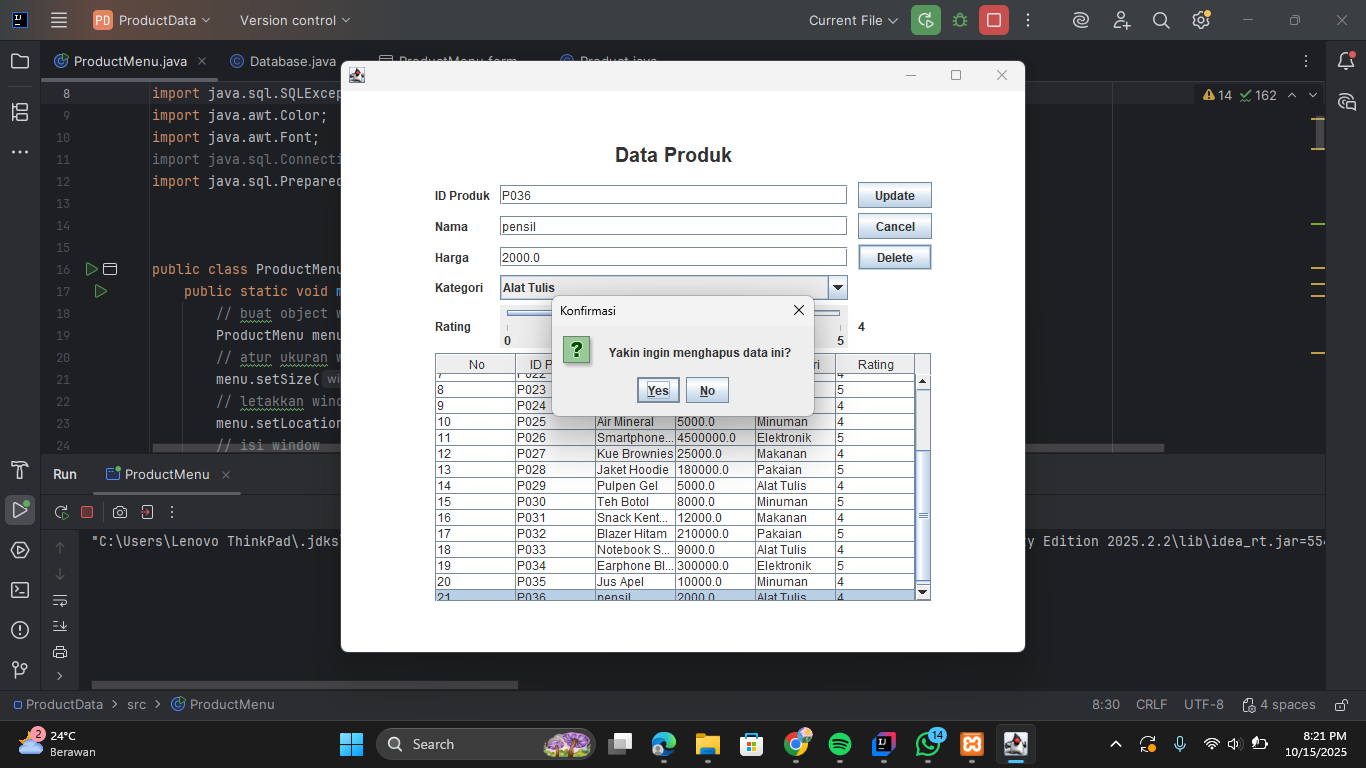 PD ProductData Version control Current File
ProductMenu.java Database.java
8 import java.sql.SQLExcep 14 162
9 import java.awt.Color;
10 import java.awt.Font;
11 import java.sql.Connecti
12 import java.sql.Prepared
13
14
15
16 public class ProductMenu
17 public static void m
18 // buat object w
19 ProductMenu menu
20 // atur ukuran w
21 menu.setSize( wi
22 // letakkan wind
23 menu.setLocation
24 // isi window
Data Produk
ID Produk P036 Update
Nama pensil Cancel
Harga 2000.0 Delete
Kategori Alat Tulis
Rating 0 5 4
Konfirmasi
? Yakin ingin menghapus data ini?
Yes No
No ID P ri Rating
7 P022 4
8 P023 5
9 P024 4
10 P025 Air Mineral 5000.0 Minuman 4
11 P026 Smartphone... 4500000.0 Elektronik 5
12 P027 Kue Brownies 25000.0 Makanan 4
13 P028 Jaket Hoodie 180000.0 Pakaian 5
14 P029 Pulpen Gel 5000.0 Alat Tulis 4
15 P030 Teh Botol 8000.0 Minuman 5
16 P031 Snack Kent... 12000.0 Makanan 4
17 P032 Blazer Hitam 210000.0 Pakaian 5
18 P033 Notebook S... 9000.0 Alat Tulis 4
19 P034 Earphone Bl... 300000.0 Elektronik 5
20 P035 Jus Apel 10000.0 Minuman 4
21 P036 pensil 2000.0 Alat Tulis 4
Run ProductMenu
"C:\Users\Lenovo ThinkPad\.jdks\ y Edition 2025.2.2\lib\idea_rt.jar=554
ProductData > src > ProductMenu 8:30 CRLF UTF-8 4 spaces
2 24°C
Berawan
Search
14
8:21 PM
10/15/2025